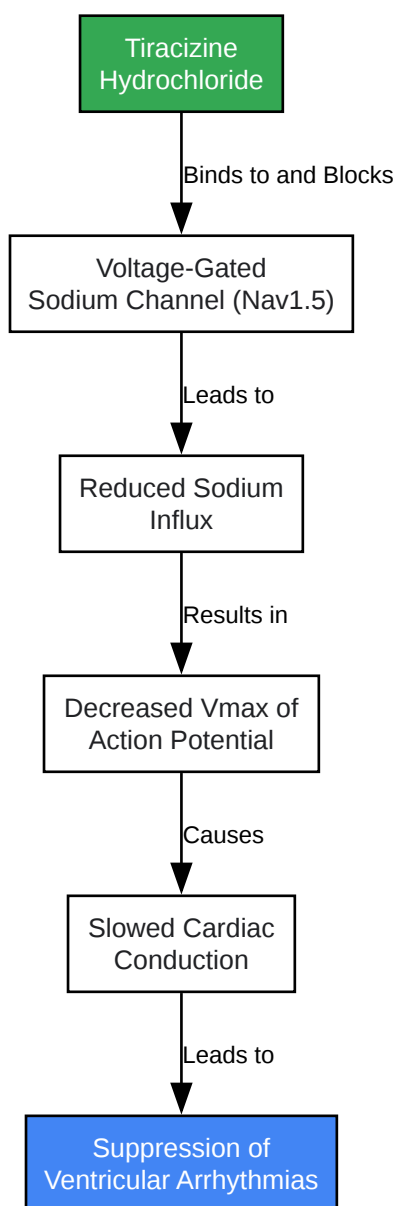 Tiracizine
Hydrochloride
Binds to and Blocks
Voltage-Gated
Sodium Channel (Nav1.5)
Leads to
Reduced Sodium
Influx
Results in
Decreased Vmax of
Action Potential
Causes
Slowed Cardiac
Conduction
Leads to
Suppression of
Ventricular Arrhythmias